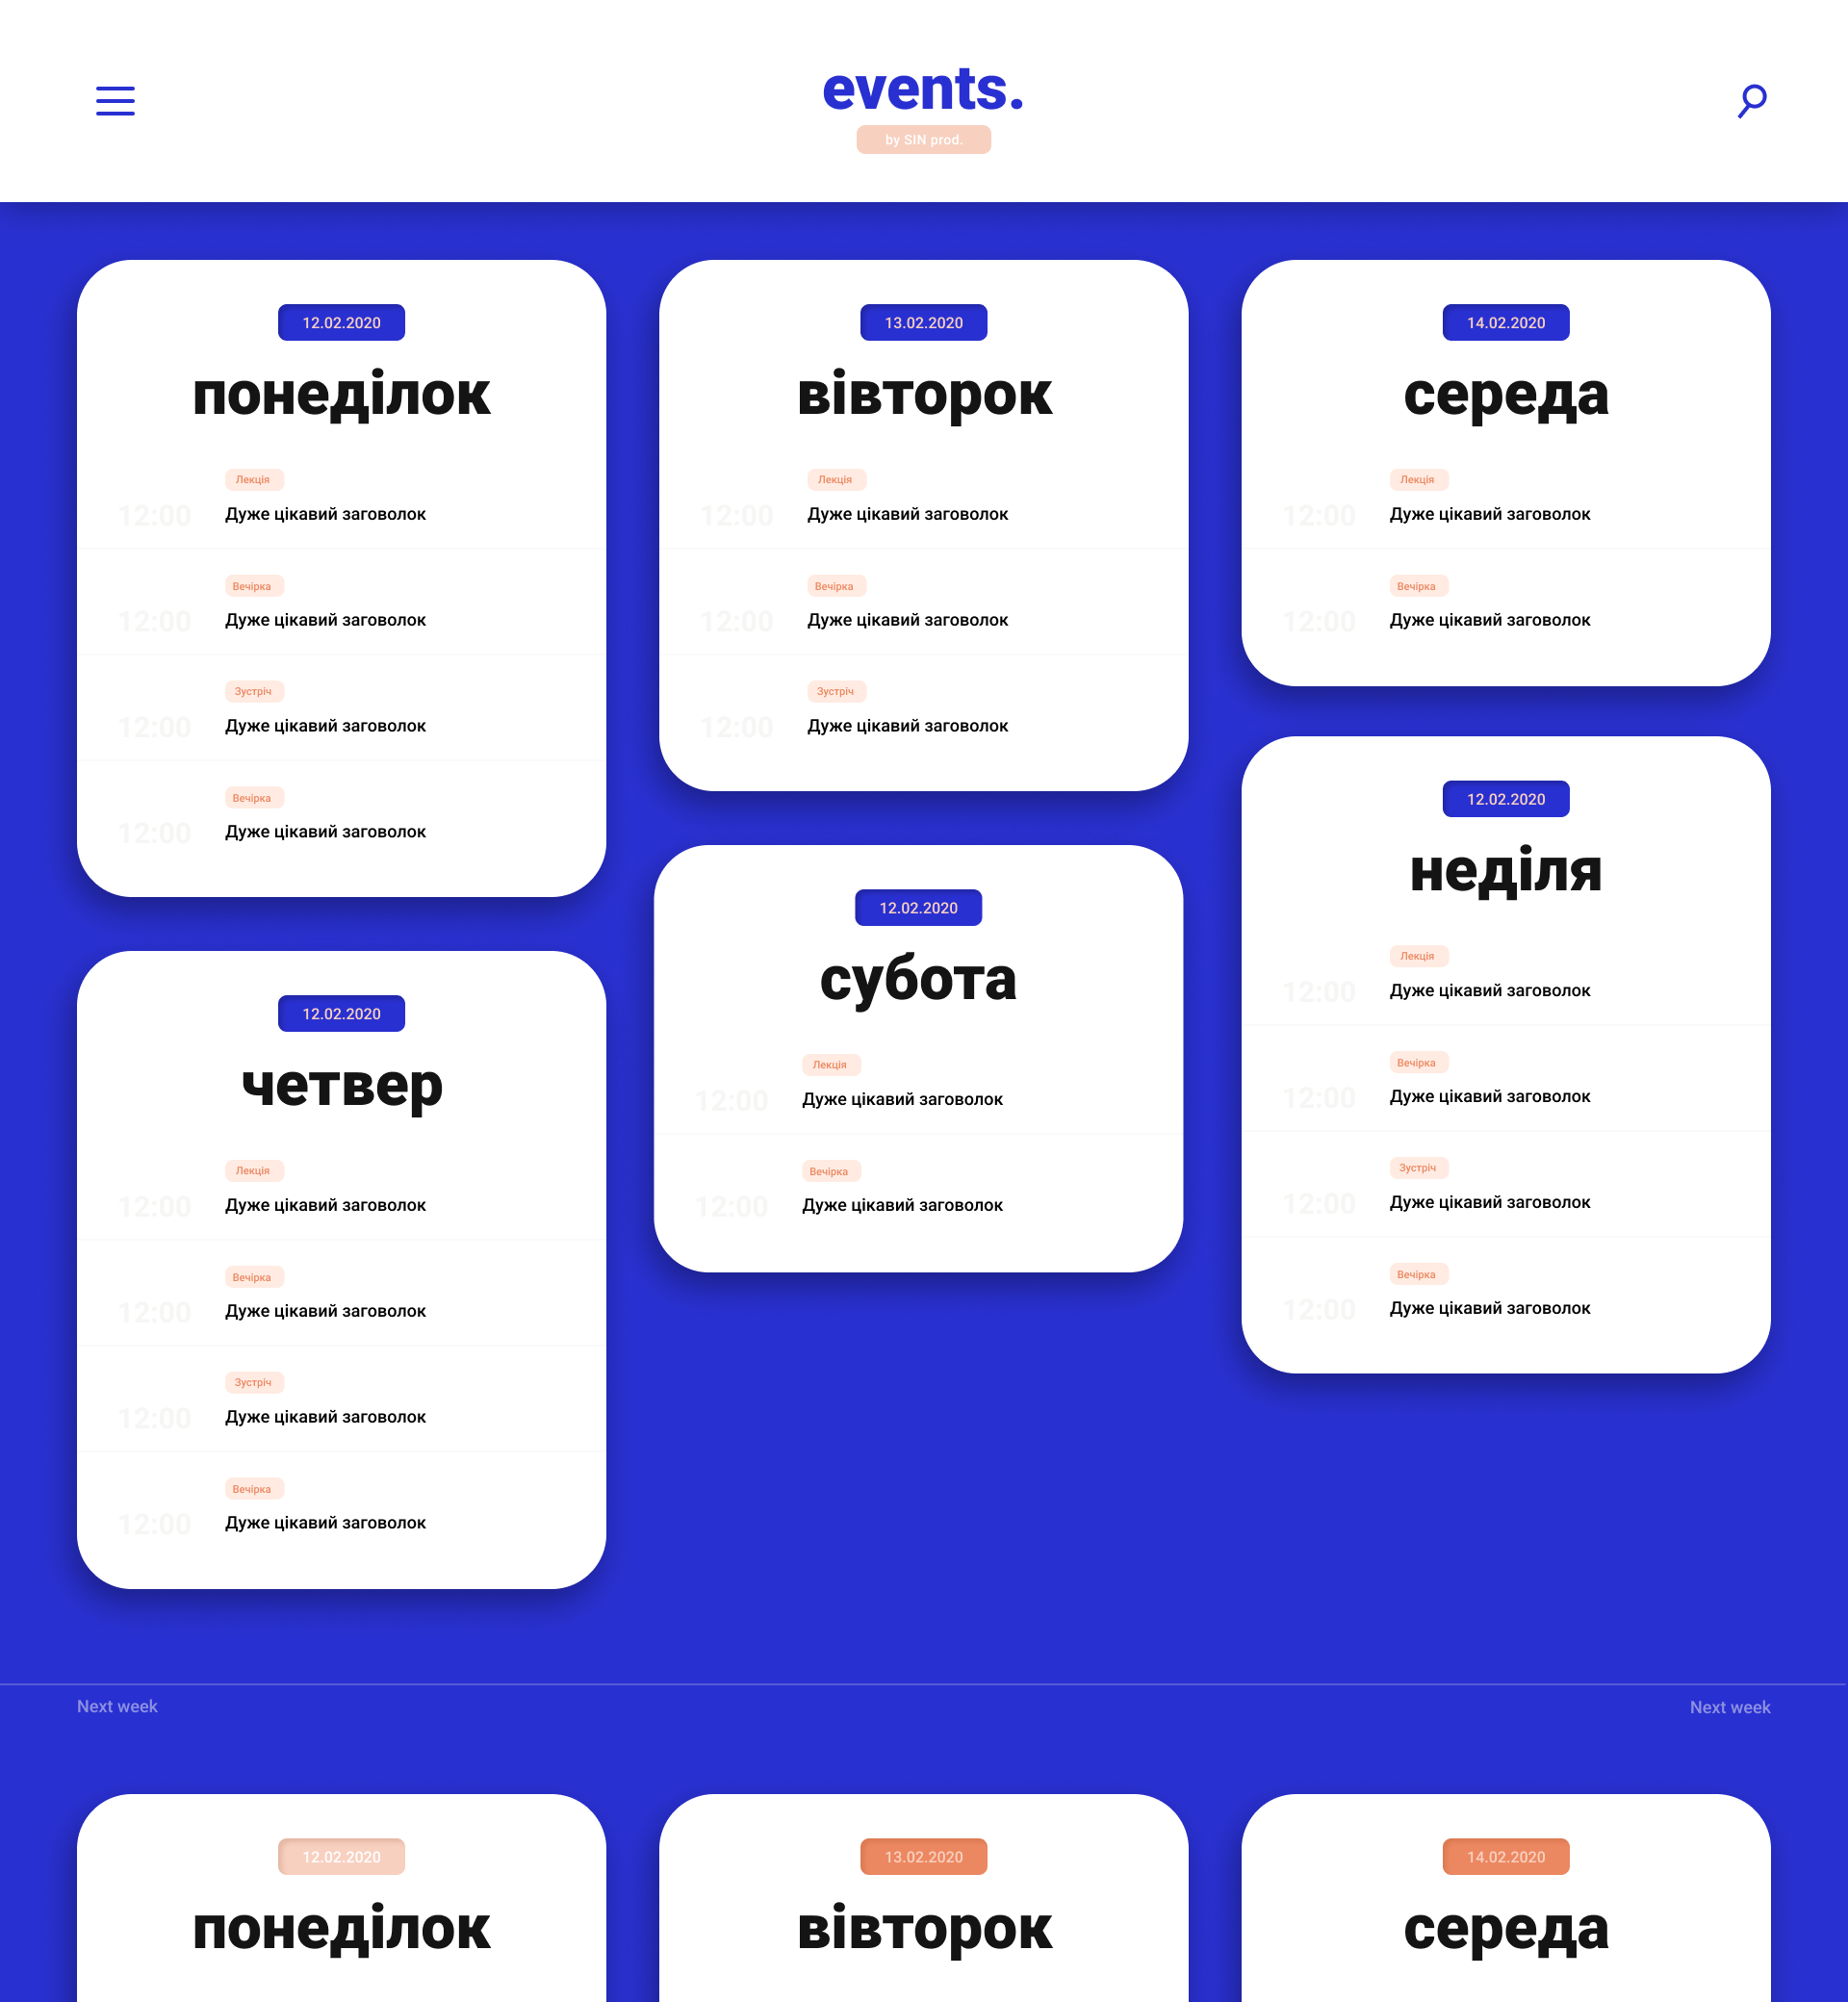 events.
by SIN prod.
12.02.2020
понеділок
Лекція
12:00 Дуже цікавий заголовок
Вечірка
12:00 Дуже цікавий заголовок
Зустріч
12:00 Дуже цікавий заголовок
Вечірка
12:00 Дуже цікавий заголовок
13.02.2020
вівторок
Лекція
12:00 Дуже цікавий заголовок
Вечірка
12:00 Дуже цікавий заголовок
Зустріч
12:00 Дуже цікавий заголовок
14.02.2020
середа
Лекція
12:00 Дуже цікавий заголовок
Вечірка
12:00 Дуже цікавий заголовок
12.02.2020
четвер
Лекція
12:00 Дуже цікавий заголовок
Вечірка
12:00 Дуже цікавий заголовок
Зустріч
12:00 Дуже цікавий заголовок
Вечірка
12:00 Дуже цікавий заголовок
12.02.2020
субота
Лекція
12:00 Дуже цікавий заголовок
Вечірка
12:00 Дуже цікавий заголовок
12.02.2020
неділя
Лекція
12:00 Дуже цікавий заголовок
Вечірка
12:00 Дуже цікавий заголовок
Зустріч
12:00 Дуже цікавий заголовок
Вечірка
12:00 Дуже цікавий заголовок
Next week
Next week
12.02.2020
понеділок
13.02.2020
вівторок
14.02.2020
середа